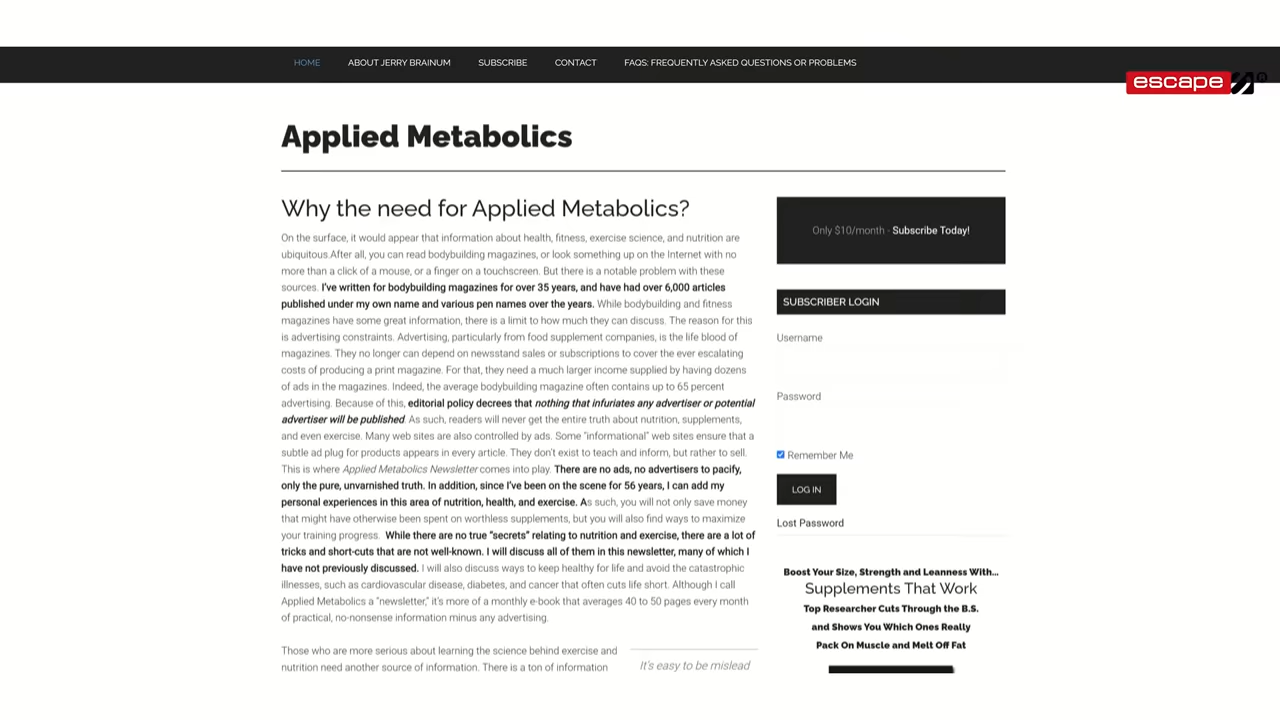 HOME ABOUT JERRY BRAINUM SUBSCRIBE CONTACT FAQS: FREQUENTLY ASKED QUESTIONS OR PROBLEMS
escape
Applied Metabolics
Why the need for Applied Metabolics?
On the surface, it would appear that information about health, fitness, exercise science, and nutrition are
ubiquitous.After all, you can read bodybuilding magazines, or look something up on the Internet with no
more than a click of a mouse, or a finger on a touchscreen. But there is a notable problem with these
sources. I've written for bodybuilding magazines for over 35 years, and have had over 6,000 articles
published under my own name and various pen names over the years. While bodybuilding and fitness
magazines have some great information, there is a limit to how much they can discuss. The reason for this
is advertising constraints. Advertising, particularly from food supplement companies, is the life blood of
magazines. They no longer can depend on newsstand sales or subscriptions to cover the ever escalating
costs of producing a print magazine. For that, they need a much larger income supplied by having dozens
of ads in the magazines. Indeed, the average bodybuilding magazine often contains up to 65 percent
advertising. Because of this, editorial policy decrees that nothing that infuriates any advertiser or potential
advertiser will be published. As such, readers will never get the entire truth about nutrition, supplements,
and even exercise. Many web sites are also controlled by ads. Some "informational" web sites ensure that a
subtle ad plug for products appears in every article. They don't exist to teach and inform, but rather to sell.
This is where Applied Metabolics Newsletter comes into play. There are no ads, no advertisers to pacify,
only the pure, unvarnished truth. In addition, since I've been on the scene for 56 years, I can add my
personal experiences in this area of nutrition, health, and exercise. As such, you will not only save money
that might have otherwise been spent on worthless supplements, but you will also find ways to maximize
your training progress. While there are no true "secrets" relating to nutrition and exercise, there are a lot of
tricks and short-cuts that are not well-known. I will discuss all of them in this newsletter, many of which I
have not previously discussed. I will also discuss ways to keep healthy for life and avoid the catastrophic
illnesses, such as cardiovascular disease, diabetes, and cancer that often cuts life short. Although I call
Applied Metabolics a "newsletter," it's more of a monthly e-book that averages 40 to 50 pages every month
of practical, no-nonsense information minus any advertising.
Those who are more serious about learning the science behind exercise and
nutrition need another source of information. There is a ton of information
It's easy to be mislead
Only $10/month - Subscribe Today!
SUBSCRIBER LOGIN
Username
Password
Remember Me
LOG IN
Lost Password
Boost Your Size, Strength and Leanness With...
Supplements That Work
Top Researcher Cuts Through the B.S.
and Shows You Which Ones Really
Pack On Muscle and Melt Off Fat